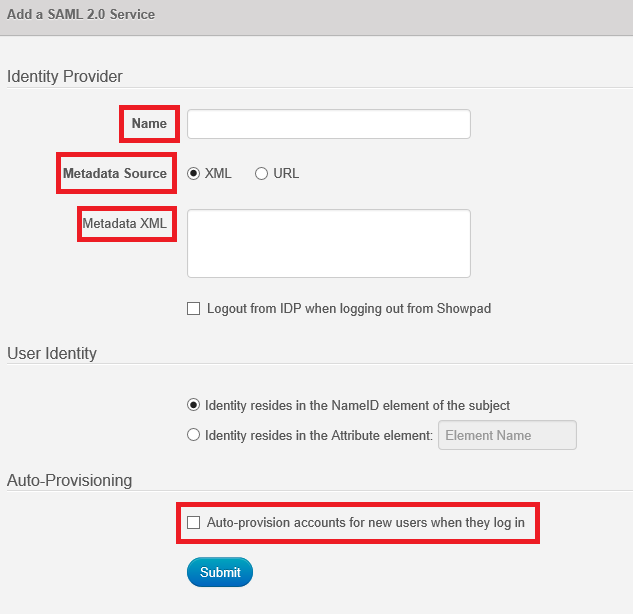 Add a SAML 2.0 Service
Identity Provider
Name
Metadata Source XML URL
Metadata XML
Logout from IDP when logging out from Showpad
User Identity
Identity resides in the NameID element of the subject
Identity resides in the Attribute element: Element Name
Auto-Provisioning
Auto-provision accounts for new users when they log in
Submit